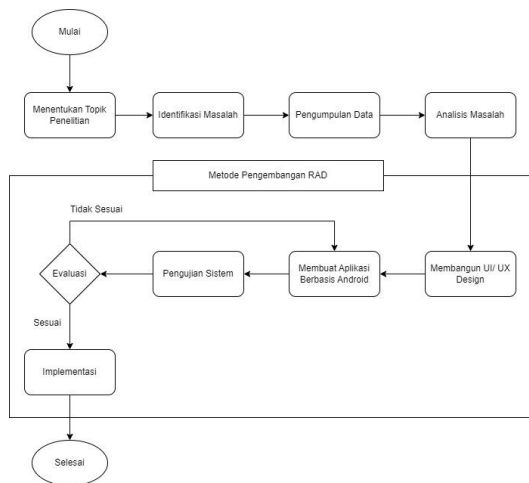 Mulai
Menentukan Topik
Penelitian
Identifikasi Masalah
Pengumpulan Data
Analisis Masalah
Metode Pengembangan RAD
Tidak Sesuai
Evaluasi
Pengujian Sistem
Membuat Aplikasi
Berbasis Android
Membangun UI/ UX
Design
Sesuai
Implementasi
Selesai